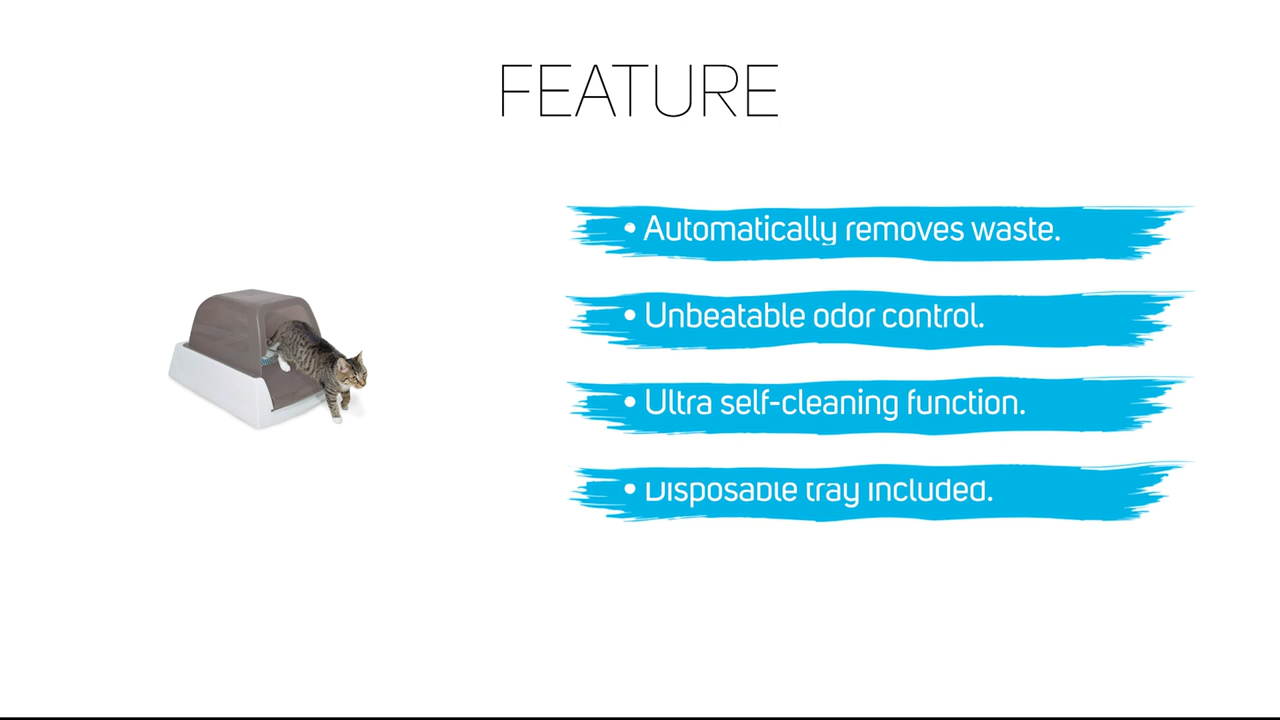 FEATURE
• Automatically removes waste.
• Unbeatable odor control.
• Ultra self-cleaning function.
• Disposable tray included.